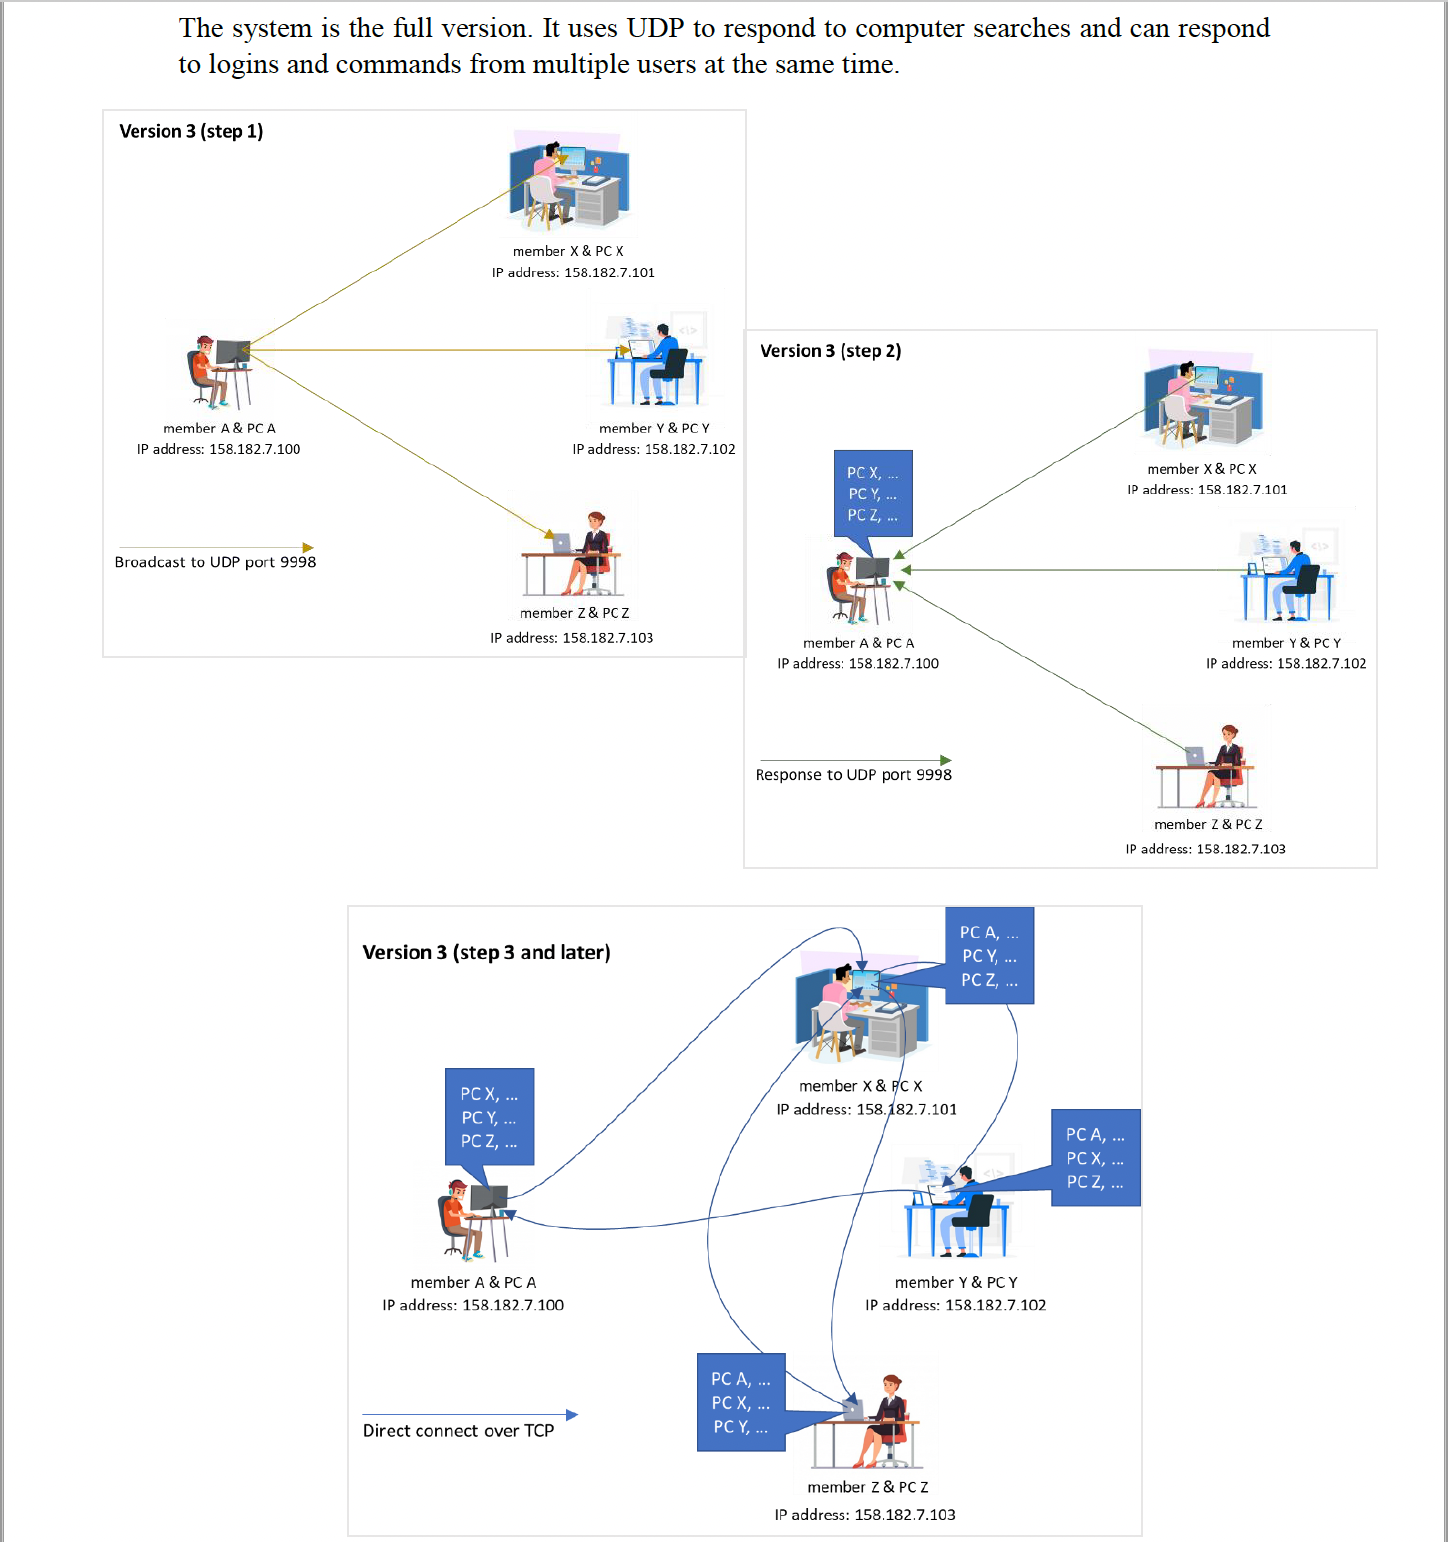 The system is the full version. It uses UDP to respond to computer searches and can respond
to logins and commands from multiple users at the same time.
Version 3 (step 1)
member X & PC X
IP address: 158.182.7.101
member A & PC A
IP address: 158.182.7.100
member Y & PC Y
IP address: 158.182.7.102
Broadcast to UDP port 9998
member Z & PC Z
IP address: 158.182.7.103
Version 3 (step 2)
member X & PC X
IP address: 158.182.7.101
PC X, ...
PC Y, ...
PC Z, ...
</>
member A & PC A
IP address: 158.182.7.100
member Y & PC Y
IP address: 158.182.7.102
Response to UDP port 9998
member Z & PC Z
IP address: 158.182.7.103
Version 3 (step 3 and later)
PC A, ...
PC Y, ...
PC Z, ...
member X & PC X
IP address: 158.182.7.101
PC X, ...
PC Y, ...
PC Z, ...
PC A, ...
PC X, ...
PC Z, ...
</>
member A & PC A
IP address: 158.182.7.100
member Y & PC Y
IP address: 158.182.7.102
PC A, ...
PC X, ...
PC Y, ...
Direct connect over TCP
member Z & PC Z
IP address: 158.182.7.103